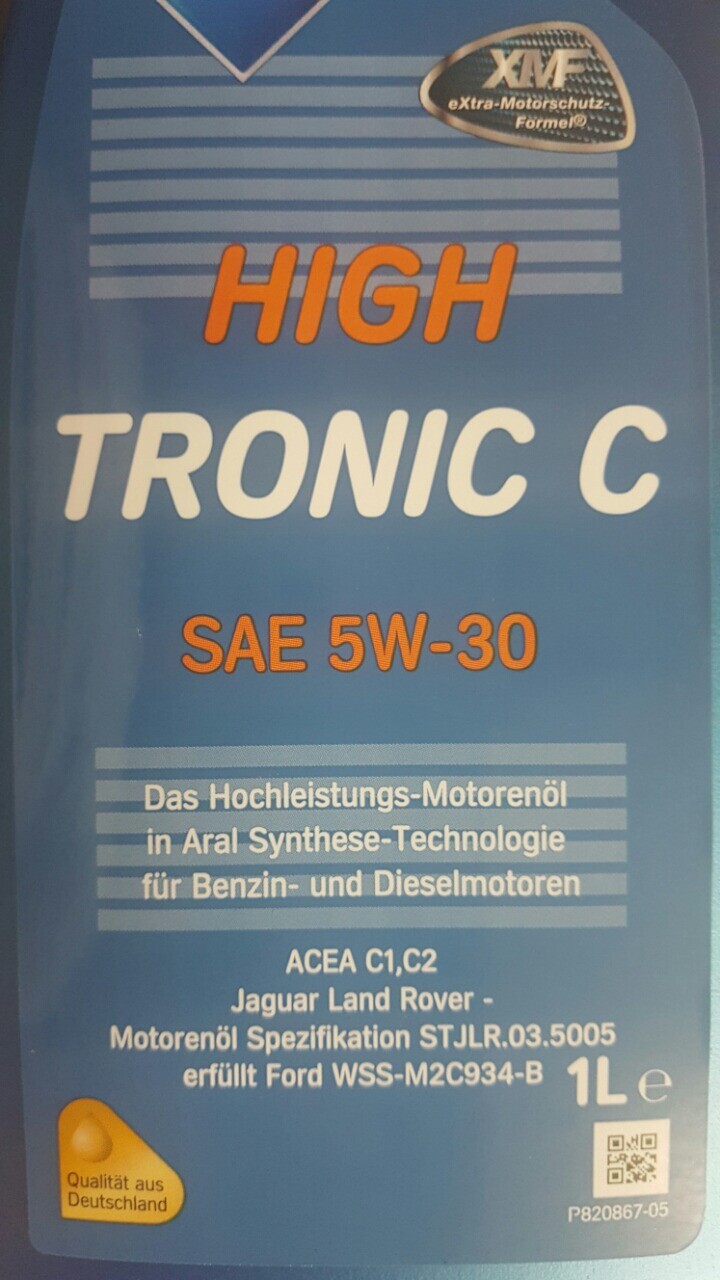 XMF
eXtra-Motorschutz-
Formel®
HIGH
TRONIC C
SAE 5W-30
Das Hochleistungs-Motorenöl
in Aral Synthese-Technologie
für Benzin- und Dieselmotoren
ACEA C1,C2
Jaguar Land Rover -
Motorenöl Spezifikation STJLR.03.5005
erfüllt Ford WSS-M2C934-B
1L e
Qualität aus
Deutschland
P820867-05